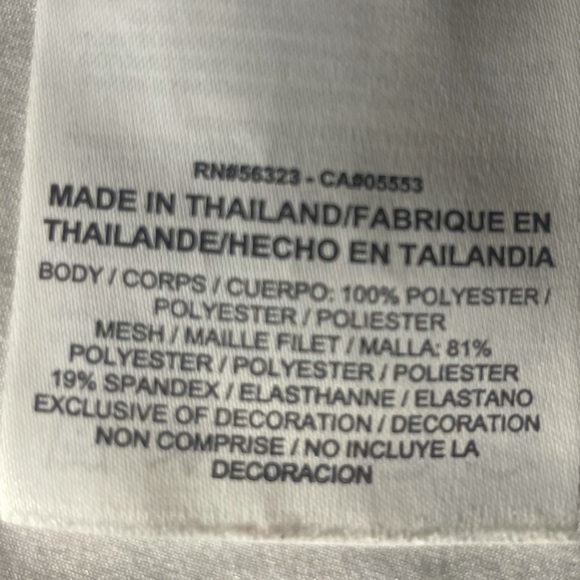 RN#56323 - CA#05553
MADE IN THAILAND/FABRIQUE EN
THAILANDE/HECHO EN TAILANDIA
BODY / CORPS / CUERPO: 100% POLYESTER /
POLYESTER / POLIESTER
MESH / MAILLE FILET / MALLA: 81%
POLYESTER / POLYESTER / POLIESTER
19% SPANDEX / ELASTHANNE / ELASTANO
EXCLUSIVE OF DECORATION / DECORATION
NON COMPRISE / NO INCLUYE LA
DECORACION